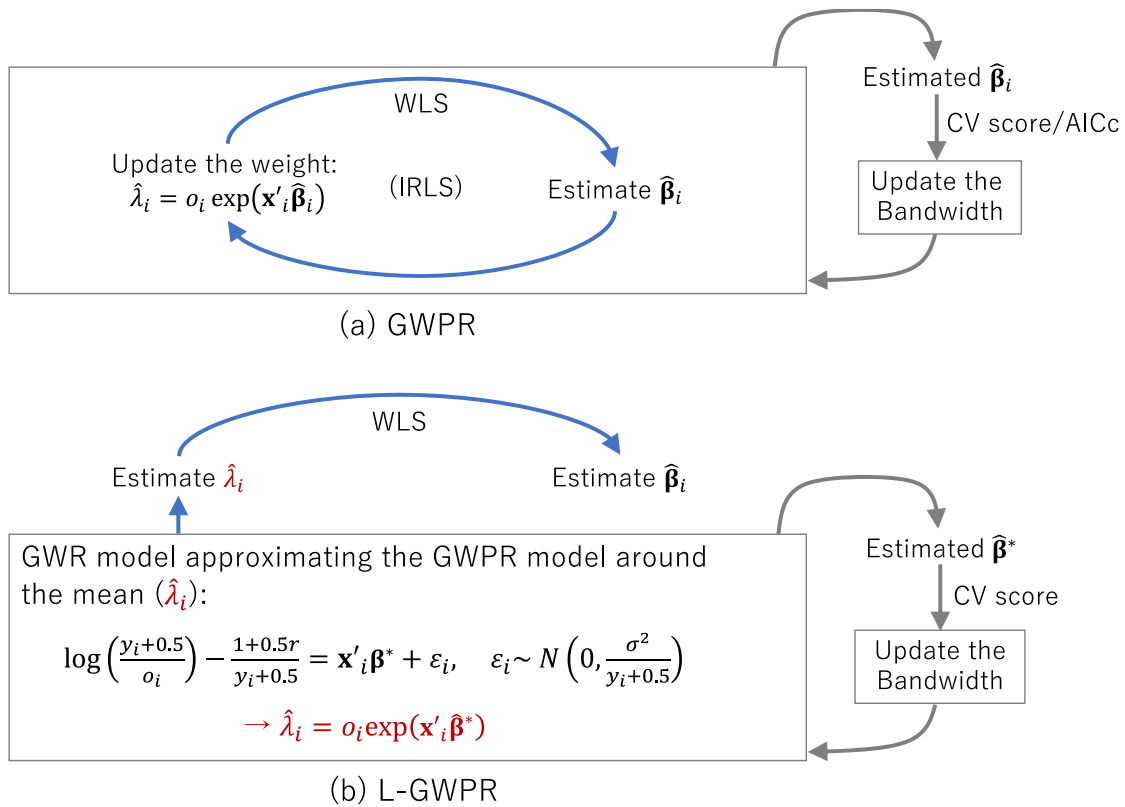 WLS
Update the weight:
λ̂ᵢ = oᵢ exp(𝐱′ᵢ𝛃̂ᵢ)
(IRLS)
Estimate 𝛃̂ᵢ
Estimated 𝛃̂ᵢ
CV score/AICc
Update the
Bandwidth
(a) GWPR
WLS
Estimate λ̂ᵢ
Estimate 𝛃̂ᵢ
GWR model approximating the GWPR model around
the mean (λ̂ᵢ):
log((yᵢ+0.5)/oᵢ) − (1+0.5r)/(yᵢ+0.5) = 𝐱′ᵢ𝛃* + εᵢ, εᵢ~ N(0, σ²/(yᵢ+0.5))
→ λ̂ᵢ = oᵢexp(𝐱′ᵢ𝛃̂*)
Estimated 𝛃̂*
CV score
Update the
Bandwidth
(b) L-GWPR